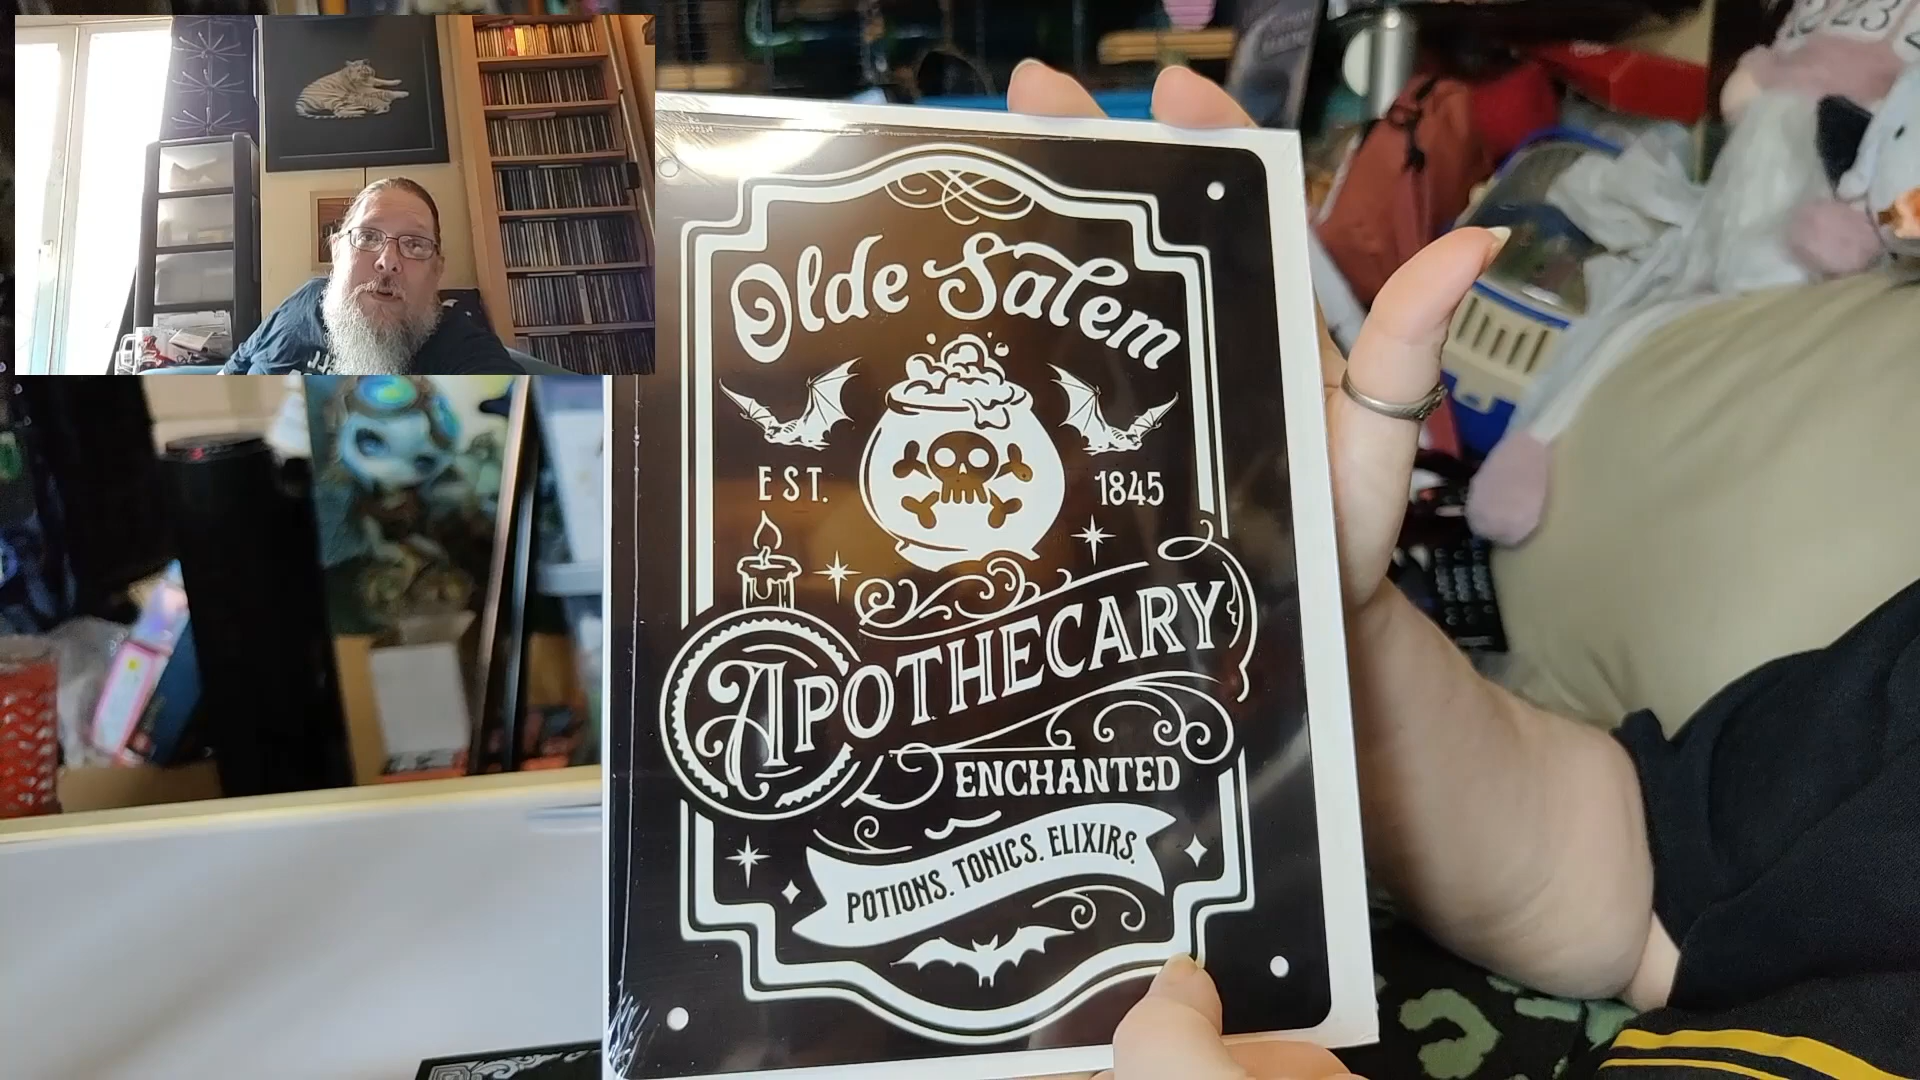 Olde Salem
EST. 1845
APOTHECARY
ENCHANTED
POTIONS. TONICS. ELIXIRS.